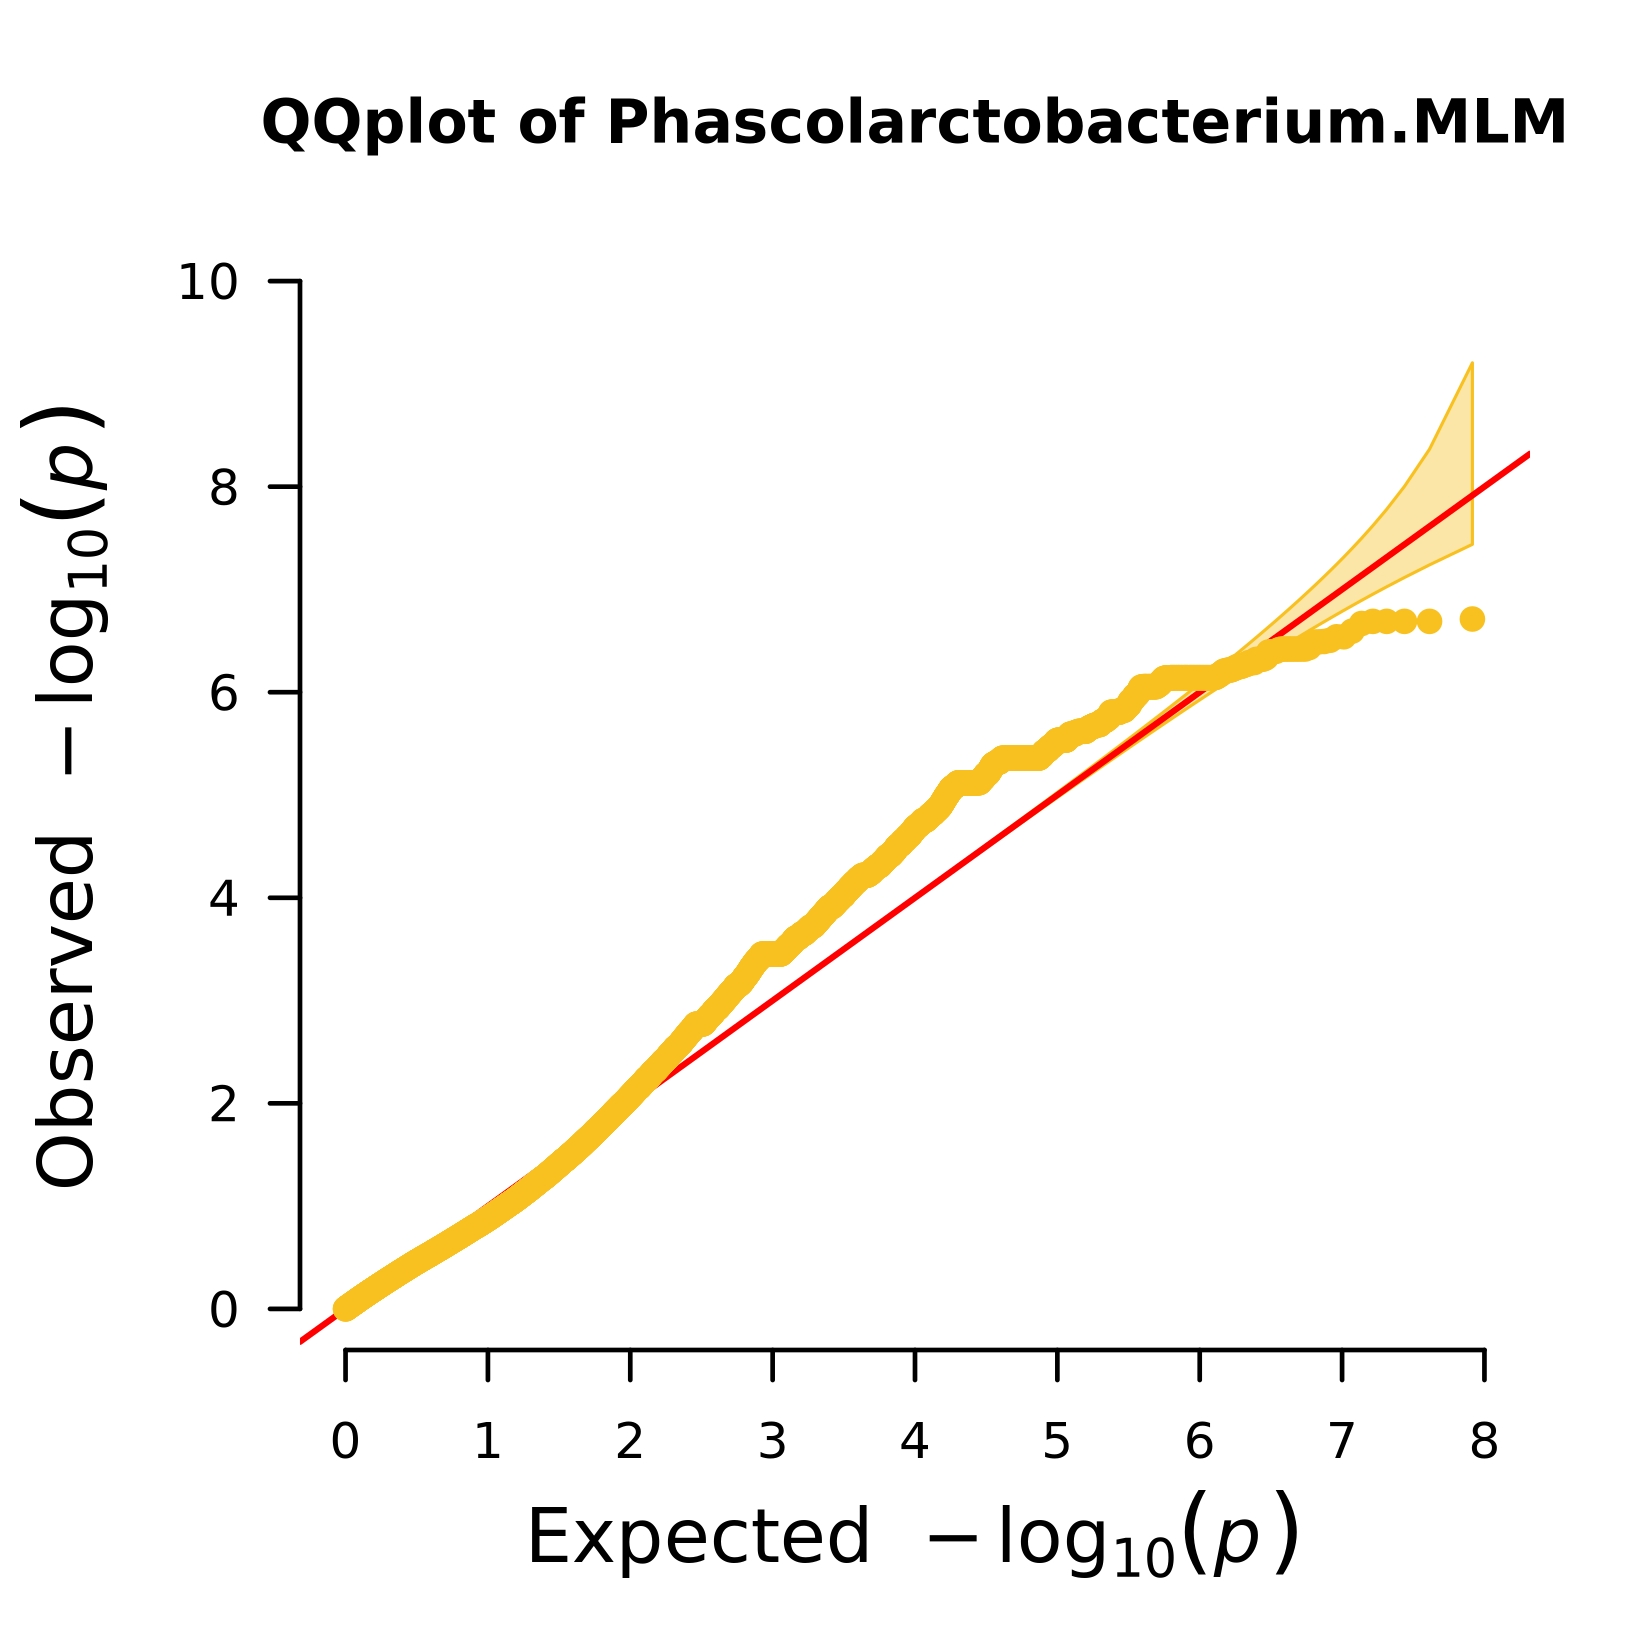 QQplot of Phascolarctobacterium.MLM
Observed −log₁₀(p)
10
8
6
4
2
0
0 1 2 3 4 5 6 7 8
Expected −log₁₀(p)